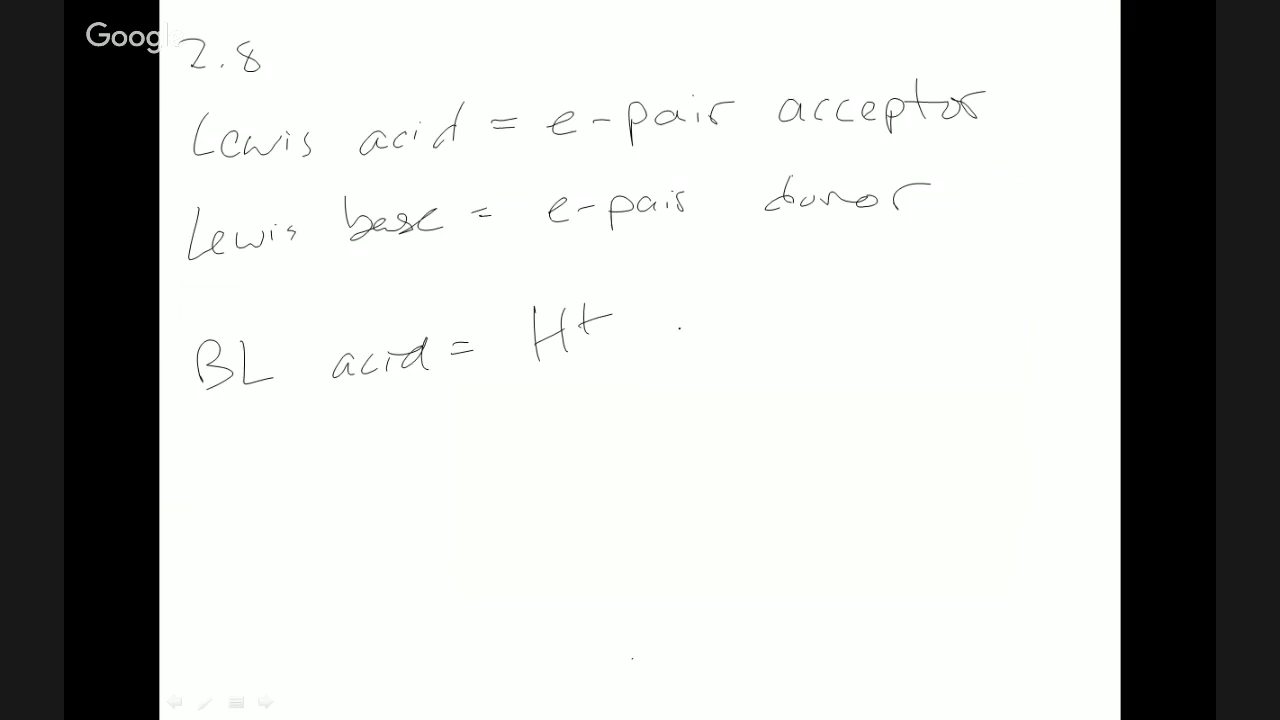 Google
2.8
Lewis acid = e-pair acceptor
Lewis base = e-pair donor
BL acid = H+